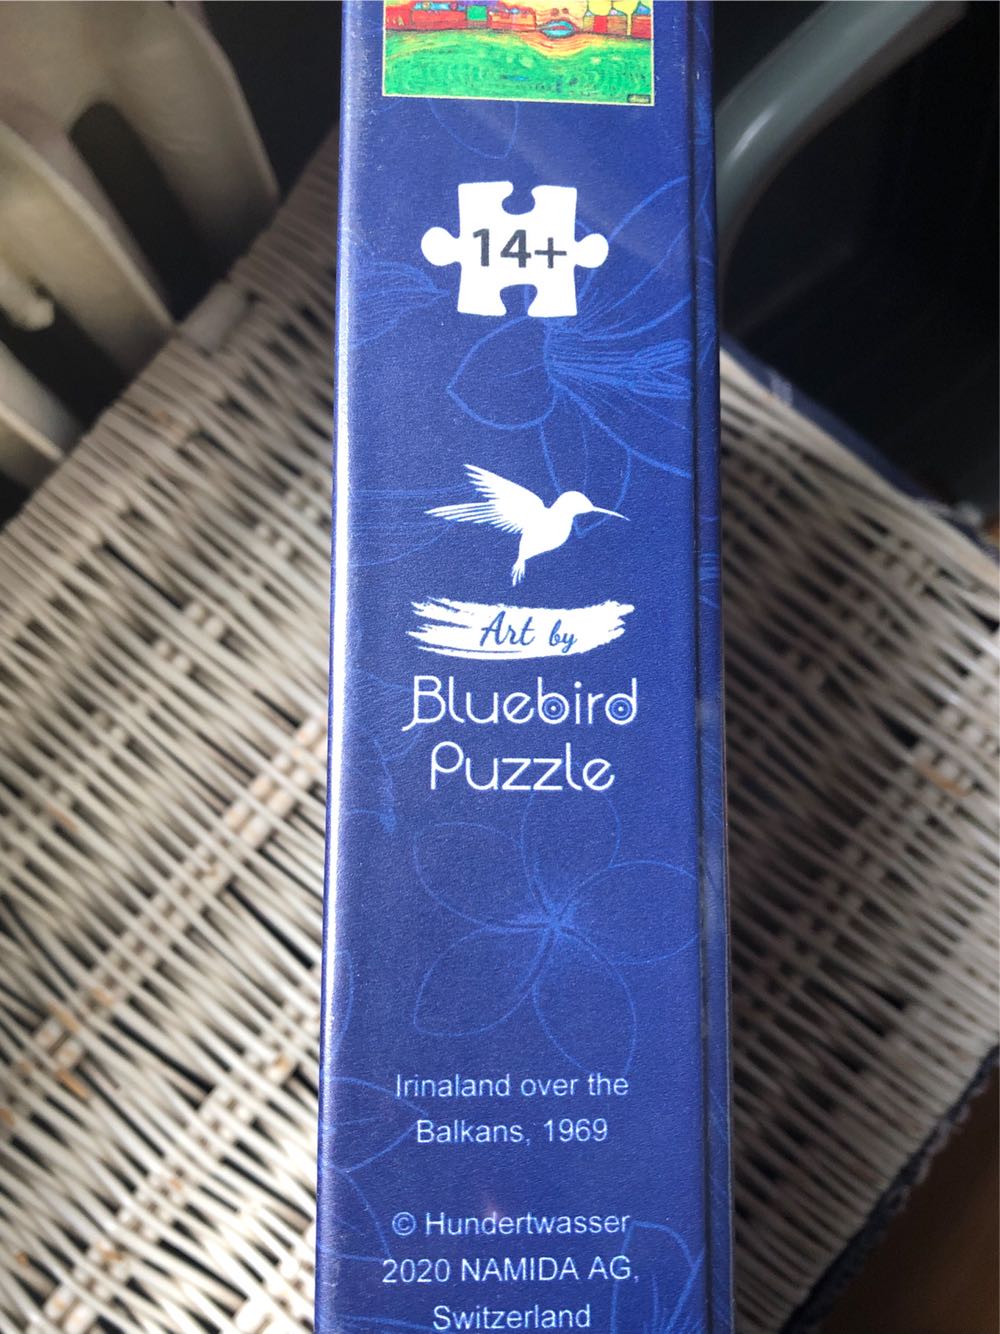 14+
Art by
Bluebird
Puzzle
Irinaland over the
Balkans, 1969
© Hundertwasser
2020 NAMIDA AG,
Switzerland